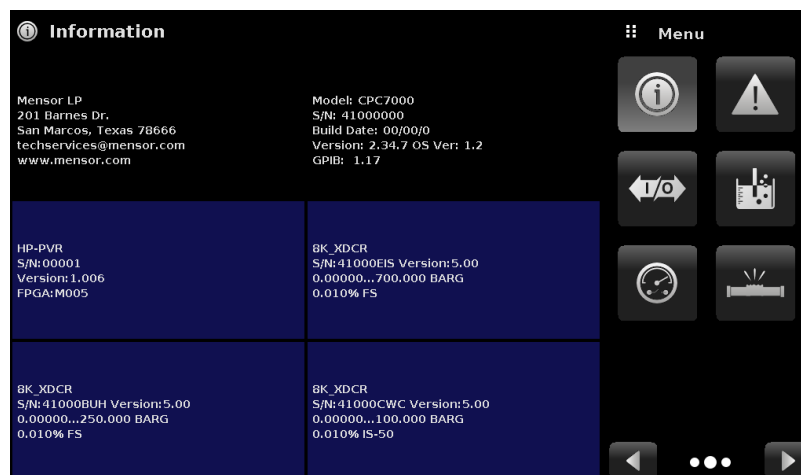 Information
Menu
Mensor LP
201 Barnes Dr.
San Marcos, Texas 78666
techservices@mensor.com
www.mensor.com
Model: CPC7000
S/N: 41000000
Build Date: 00/00/0
Version: 2.34.7 OS Ver: 1.2
GPIB: 1.17
I/O
HP-PVR
S/N:00001
Version:1.006
FPGA:M005
8K_XDCR
S/N:41000EIS Version:5.00
0.00000...700.000 BARG
0.010% FS
8K_XDCR
S/N:41000BUH Version:5.00
0.00000...250.000 BARG
0.010% FS
8K_XDCR
S/N:41000CWC Version:5.00
0.00000...100.000 BARG
0.010% IS-50